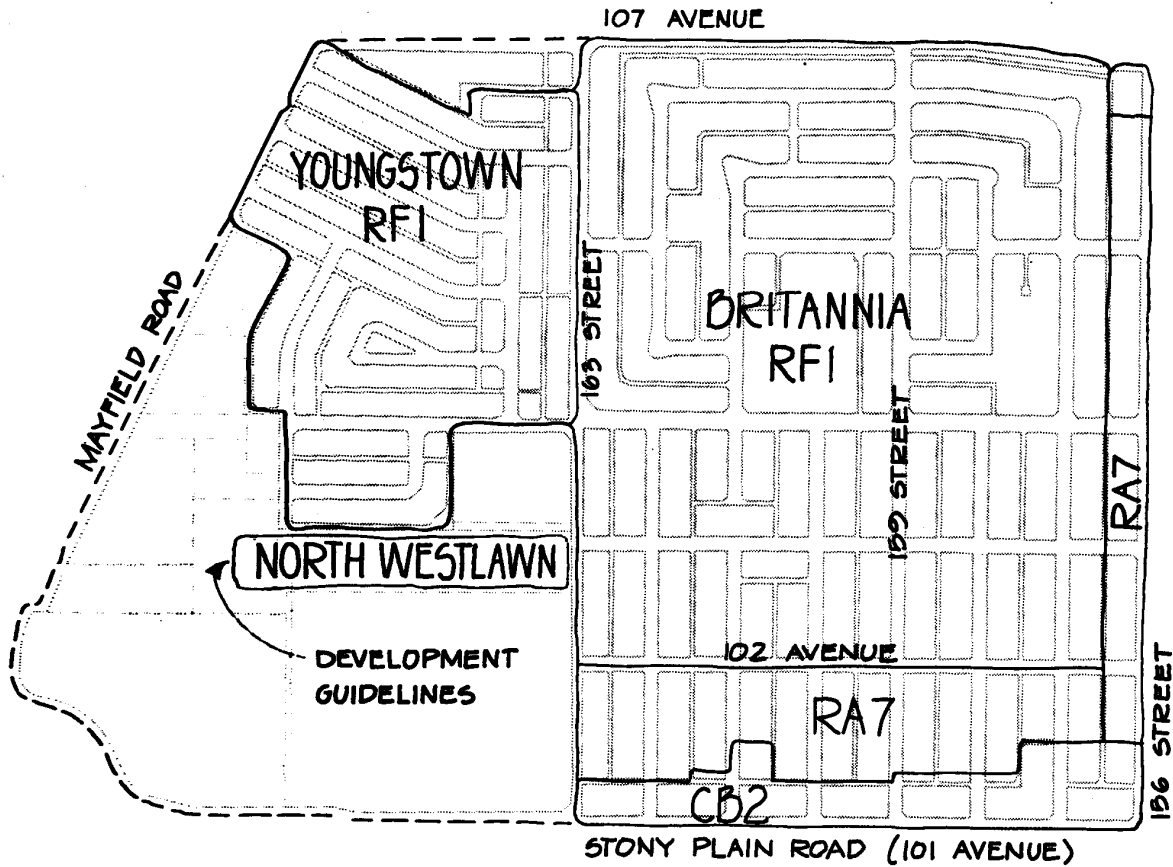 107 AVENUE
YOUNGSTOWN
RF1
MAYFIELD ROAD
163 STREET
BRITANNIA
RF1
159 STREET
RA7
NORTH WESTLAWN
DEVELOPMENT
GUIDELINES
102 AVENUE
RA7
156 STREET
CB2
STONY PLAIN ROAD (101 AVENUE)